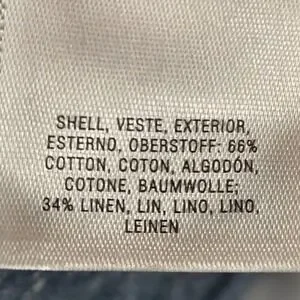 SHELL, VESTE, EXTERIOR,
ESTERNO, OBERSTOFF: 66%
COTTON, COTON, ALGODÓN,
COTONE, BAUMWOLLE;
34% LINEN, LIN, LINO, LINO,
LEINEN